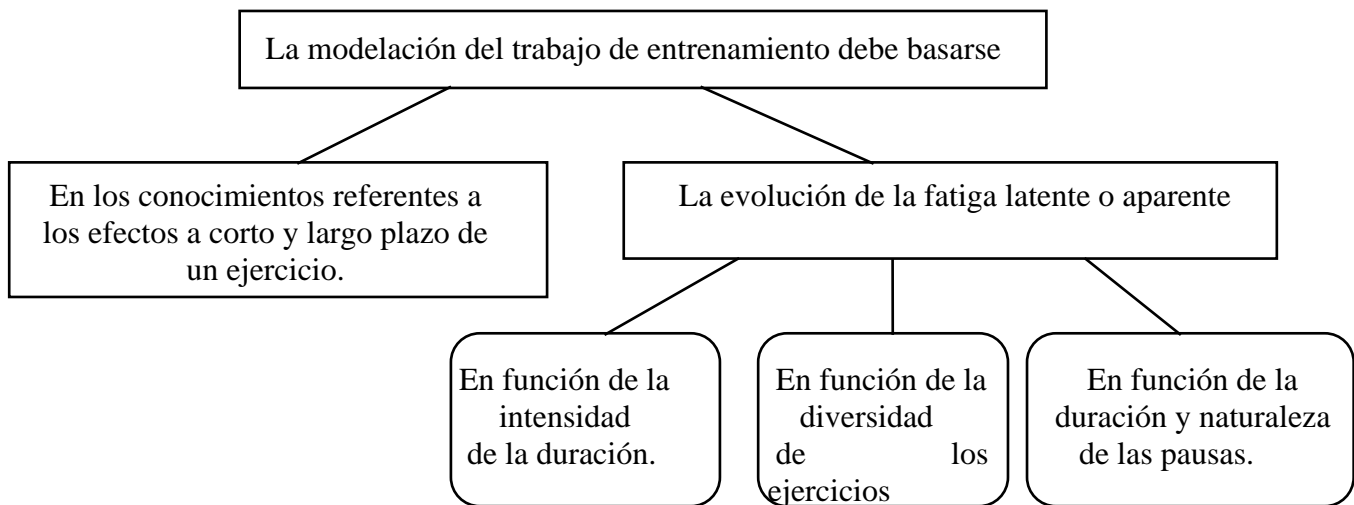 La modelación del trabajo de entrenamiento debe basarse
En los conocimientos referentes a
los efectos a corto y largo plazo de
un ejercicio.
La evolución de la fatiga latente o aparente
En función de la
intensidad
de la duración.
En función de la
diversidad
de los
ejercicios
En función de la
duración y naturaleza
de las pausas.